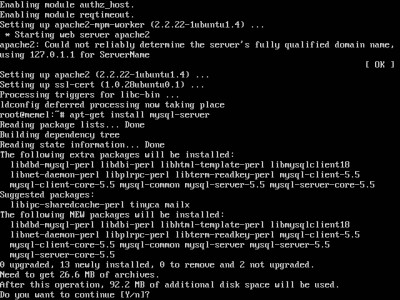 Enabling module authz_host.
Enabling module reqtimeout.
Setting up apache2-mpm-worker (2.2.22-1ubuntu1.4) ...
* Starting web server apache2
apache2: Could not reliably determine the server's fully qualified domain name,
using 127.0.1.1 for ServerName
[ OK ]
Setting up apache2 (2.2.22-1ubuntu1.4) ...
Setting up ssl-cert (1.0.28ubuntu0.1) ...
Processing triggers for libc-bin ...
ldconfig deferred processing now taking place
root@memel:~# apt-get install mysql-server
Reading package lists... Done
Building dependency tree
Reading state information... Done
The following extra packages will be installed:
libdbd-mysql-perl libdbi-perl libhtml-template-perl libmysqlclient18
libnet-daemon-perl libplrpc-perl libterm-readkey-perl mysql-client-5.5
mysql-client-core-5.5 mysql-common mysql-server-5.5 mysql-server-core-5.5
Suggested packages:
libipc-sharedcache-perl tinyca mailx
The following NEW packages will be installed:
libdbd-mysql-perl libdbi-perl libhtml-template-perl libmysqlclient18
libnet-daemon-perl libplrpc-perl libterm-readkey-perl mysql-client-5.5
mysql-client-core-5.5 mysql-common mysql-server mysql-server-5.5
mysql-server-core-5.5
0 upgraded, 13 newly installed, 0 to remove and 2 not upgraded.
Need to get 26.6 MB of archives.
After this operation, 92.2 MB of additional disk space will be used.
Do you want to continue [Y/n]?